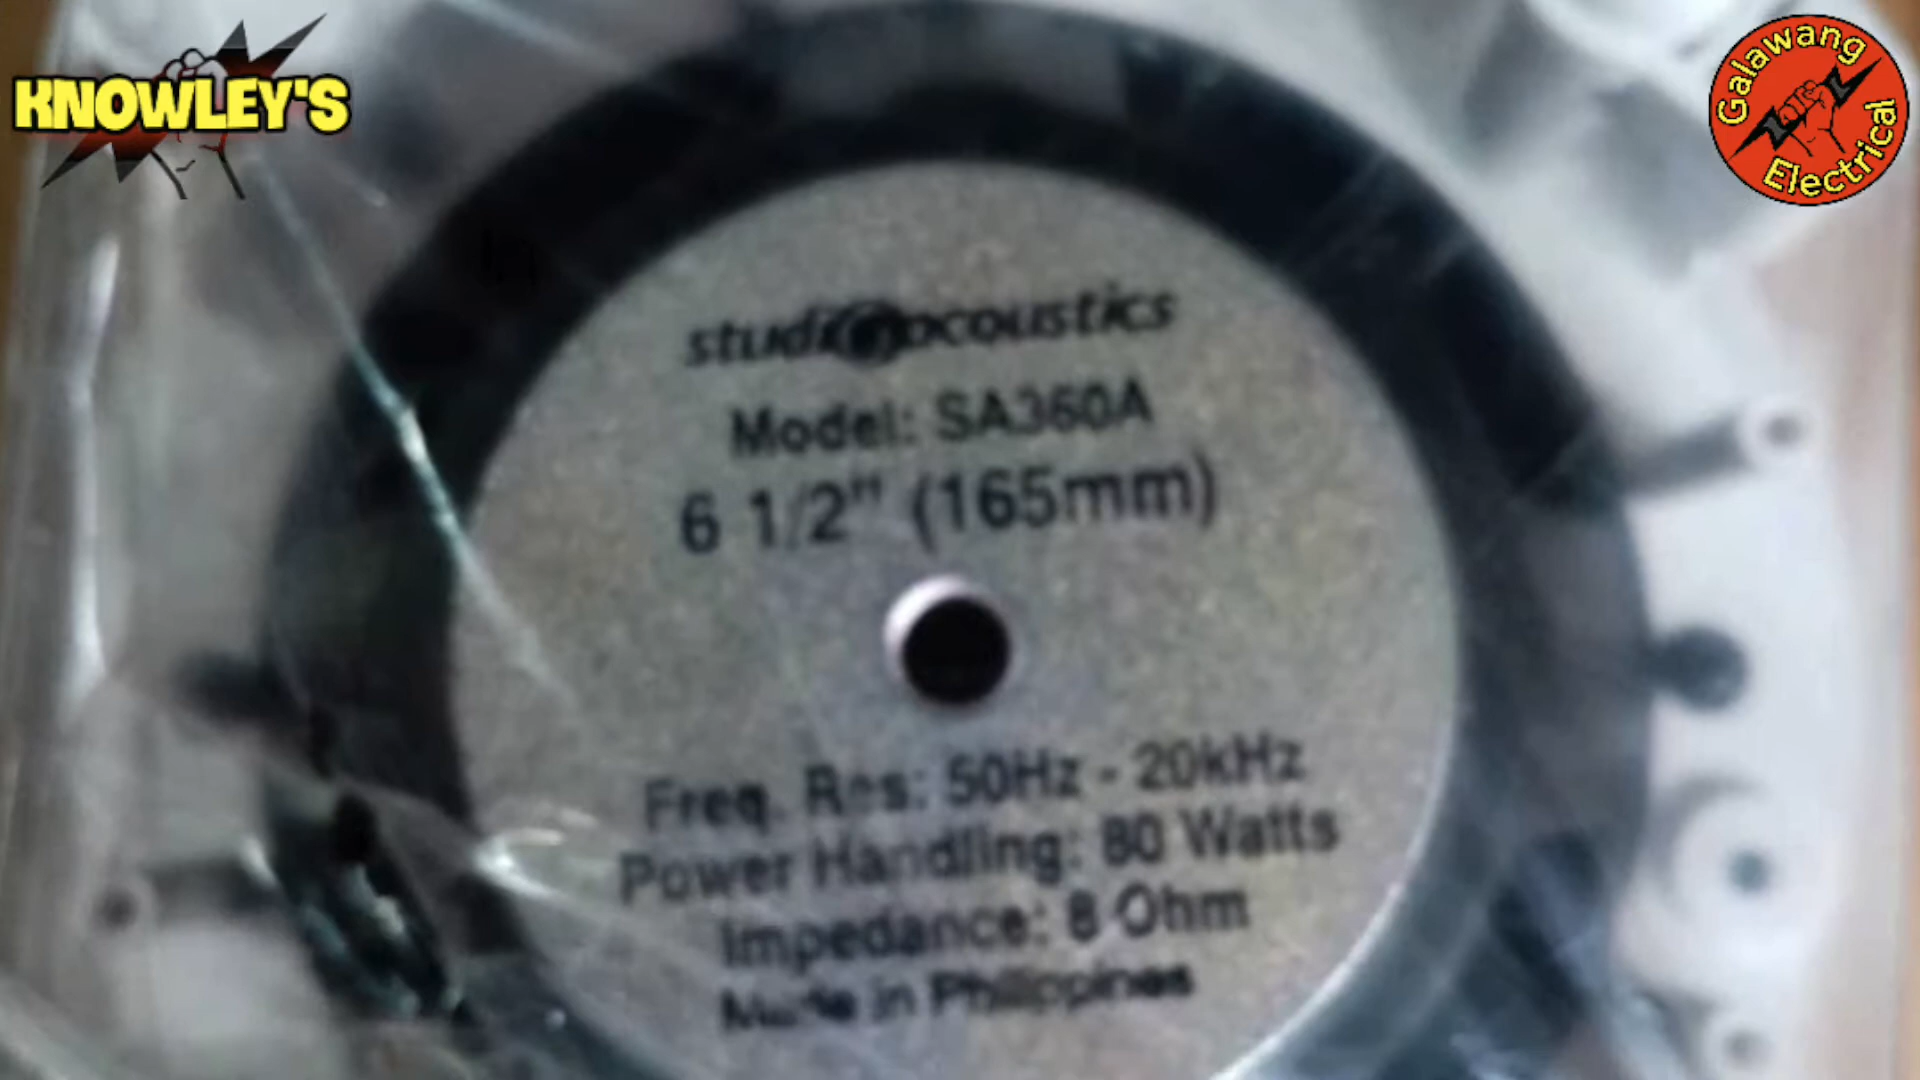 KNOWLEY'S
Galawang
Electrical
studioacoustics
Model: SA360A
6 1/2" (165mm)
Freq. Res: 50Hz - 20kHz
Power Handling: 80 Watts
Impedance: 8 Ohm
Made in Philippines